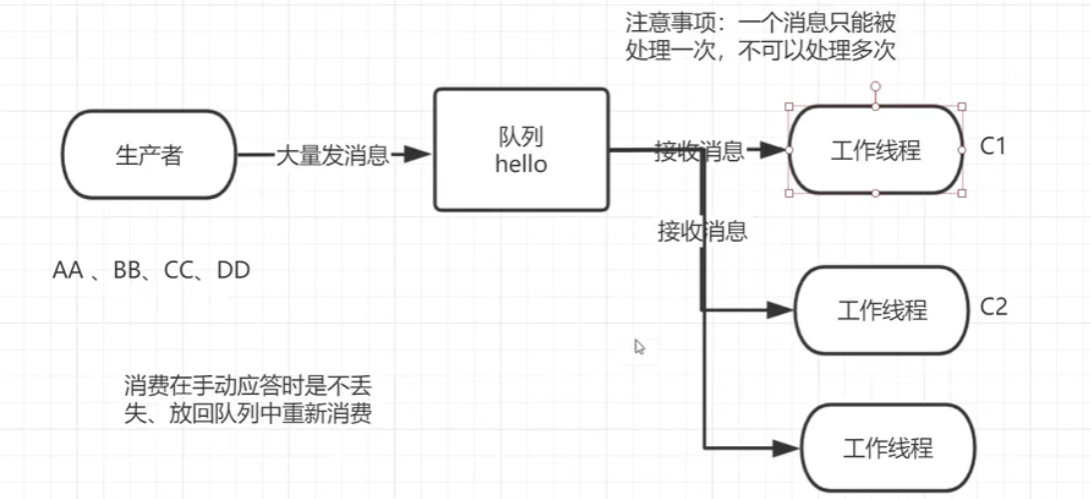 注意事项：一个消息只能被
处理一次，不可以处理多次
生产者
大量发消息
队列
hello
接收消息
工作线程
C1
接收消息
AA 、BB、CC、DD
工作线程
C2
消费在手动应答时是不丢
失、放回队列中重新消费
工作线程